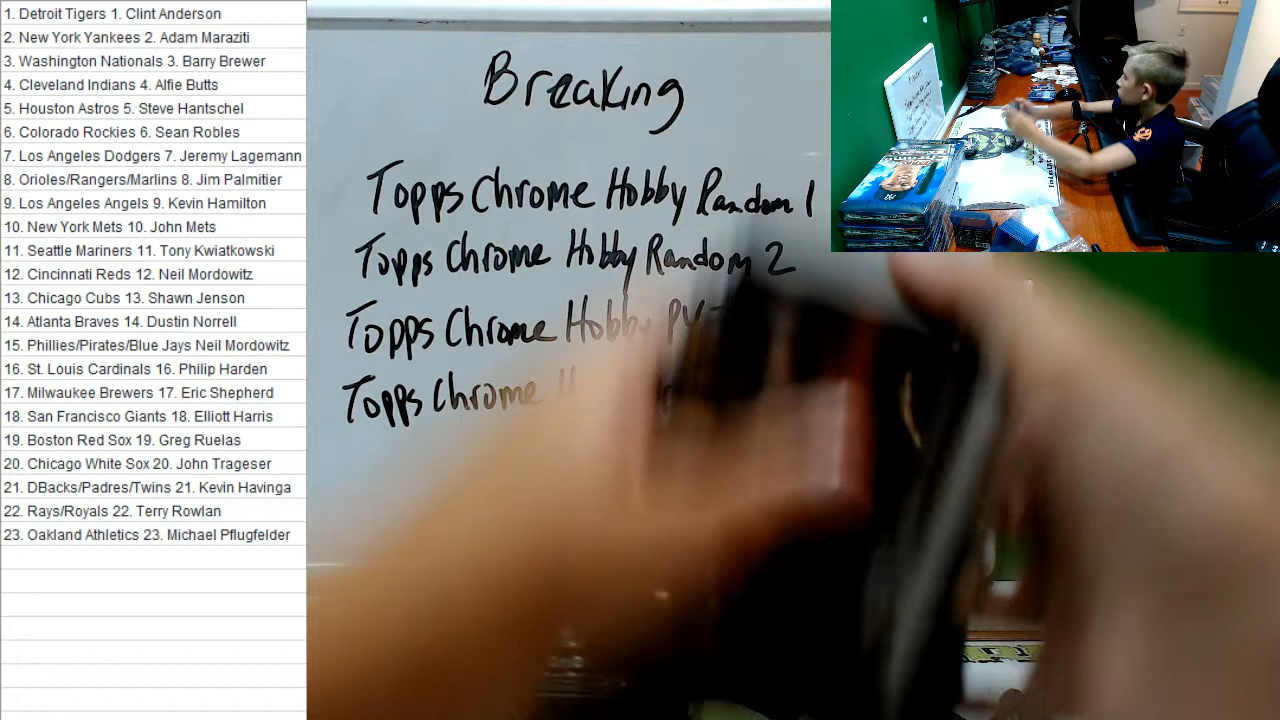 1. Detroit Tigers 1. Clint Anderson
2. New York Yankees 2. Adam Maraziti
3. Washington Nationals 3. Barry Brewer
4. Cleveland Indians 4. Alfie Butts
5. Houston Astros 5. Steve Hantschel
6. Colorado Rockies 6. Sean Robles
7. Los Angeles Dodgers 7. Jeremy Lagemann
8. Orioles/Rangers/Marlins 8. Jim Palmitier
9. Los Angeles Angels 9. Kevin Hamilton
10. New York Mets 10. John Mets
11. Seattle Mariners 11. Tony Kwiatkowski
12. Cincinnati Reds 12. Neil Mordowitz
13. Chicago Cubs 13. Shawn Jenson
14. Atlanta Braves 14. Dustin Norrell
15. Phillies/Pirates/Blue Jays Neil Mordowitz
16. St. Louis Cardinals 16. Philip Harden
17. Milwaukee Brewers 17. Eric Shepherd
18. San Francisco Giants 18. Elliott Harris
19. Boston Red Sox 19. Greg Ruelas
20. Chicago White Sox 20. John Trageser
21. DBacks/Padres/Twins 21. Kevin Havinga
22. Rays/Royals 22. Terry Rowlan
23. Oakland Athletics 23. Michael Pflugfelder
Breaking
Topps Chrome Hobby Random 1
Topps Chrome Hobby Random 2
Topps Chrome Hobby
Topps Chrome